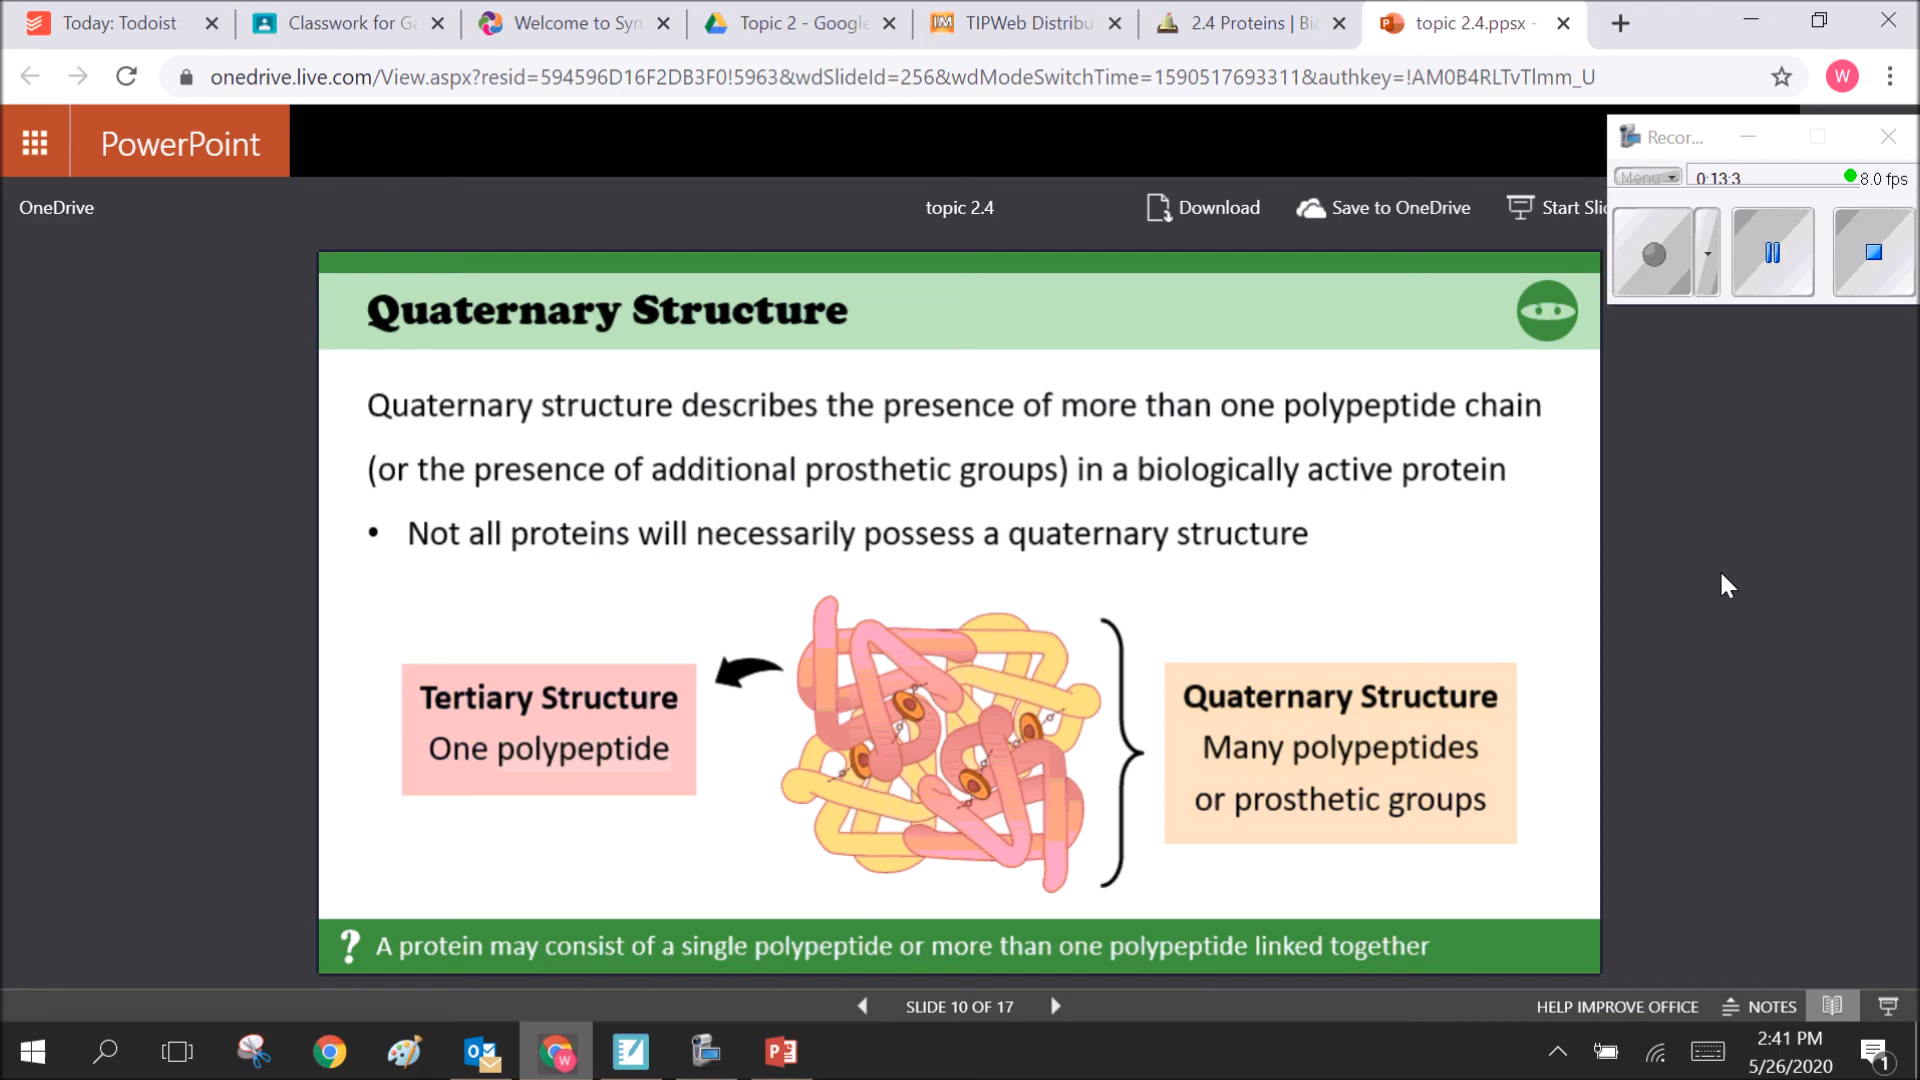 Today: Todoist
Classwork for Ga
Welcome to Syn
Topic 2 - Google
TIPWeb Distribu
2.4 Proteins | Bio
topic 2.4.ppsx -
onedrive.live.com/View.aspx?resid=594596D16F2DB3F0!5963&wdSlideId=256&wdModeSwitchTime=1590517693311&authkey=!AM0B4RLTvTlmm_U
W
PowerPoint
Recor...
Menu
0:13:3
8.0 fps
OneDrive
topic 2.4
Download
Save to OneDrive
Start Slic
Quaternary Structure
Quaternary structure describes the presence of more than one polypeptide chain
(or the presence of additional prosthetic groups) in a biologically active protein
• Not all proteins will necessarily possess a quaternary structure
Tertiary Structure
One polypeptide
Quaternary Structure
Many polypeptides
or prosthetic groups
? A protein may consist of a single polypeptide or more than one polypeptide linked together
SLIDE 10 OF 17
HELP IMPROVE OFFICE
NOTES
2:41 PM
5/26/2020
1